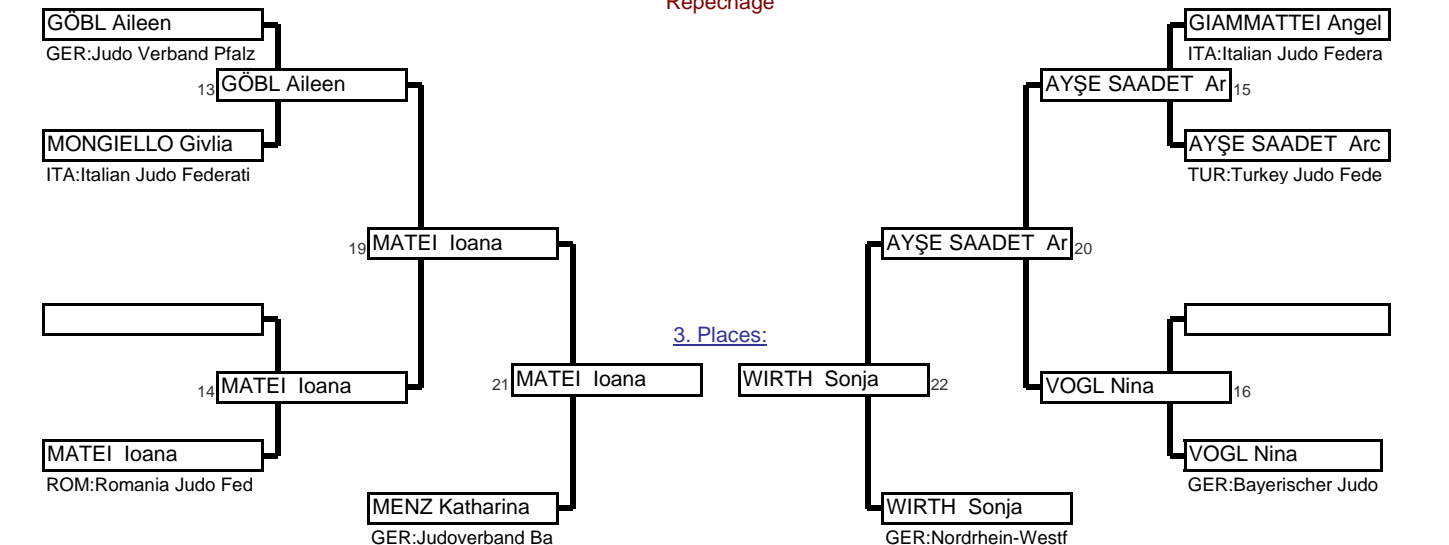 Repechage
GÖBL Aileen
GIAMMATTEI Angel
GER:Judo Verband Pfalz
ITA:Italian Judo Federa
13 GÖBL Aileen
AYŞE SAADET Ar 15
MONGIELLO Givlia
AYŞE SAADET Arc
ITA:Italian Judo Federati
TUR:Turkey Judo Fede
19 MATEI Ioana
AYŞE SAADET Ar 20
3. Places:
14 MATEI Ioana
21 MATEI Ioana
WIRTH Sonja 22
VOGL Nina 16
MATEI Ioana
VOGL Nina
ROM:Romania Judo Fed
GER:Bayerischer Judo
MENZ Katharina
WIRTH Sonja
GER:Judoverband Ba
GER:Nordrhein-Westf